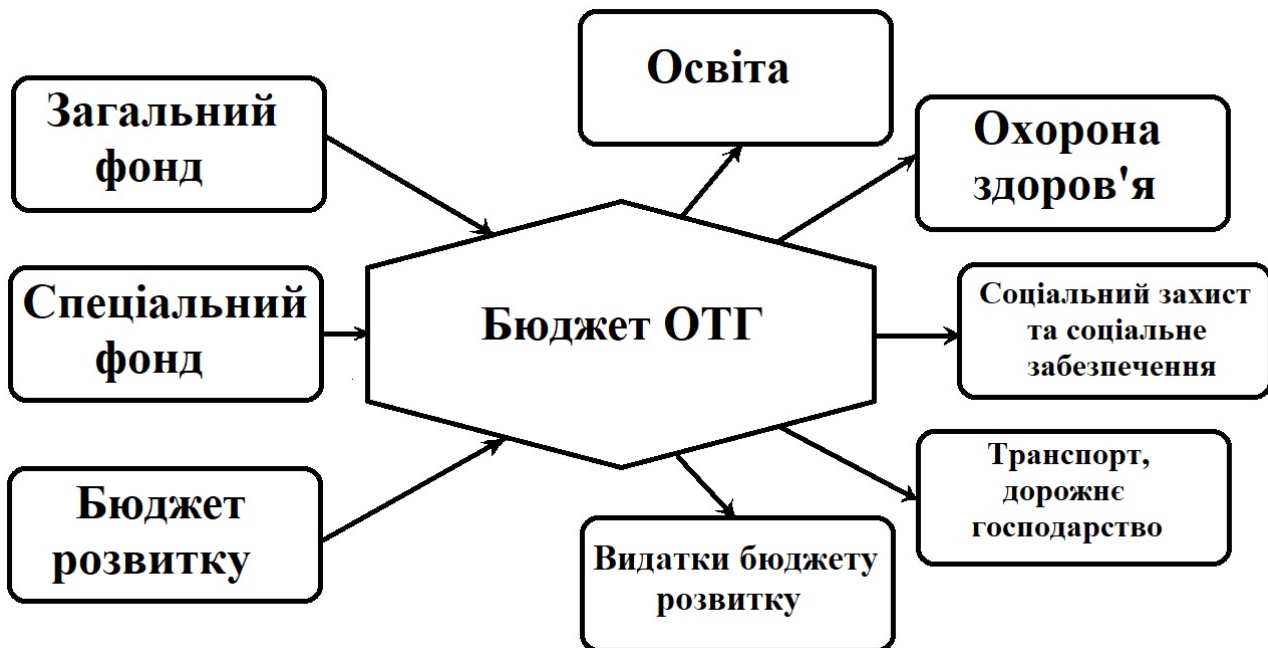 Загальний
фонд
Спеціальний
фонд
Бюджет
розвитку
Бюджет ОТГ
Освіта
Охорона
здоров'я
Соціальний захист
та соціальне
забезпечення
Транспорт,
дорожнє
господарство
Видатки бюджету
розвитку